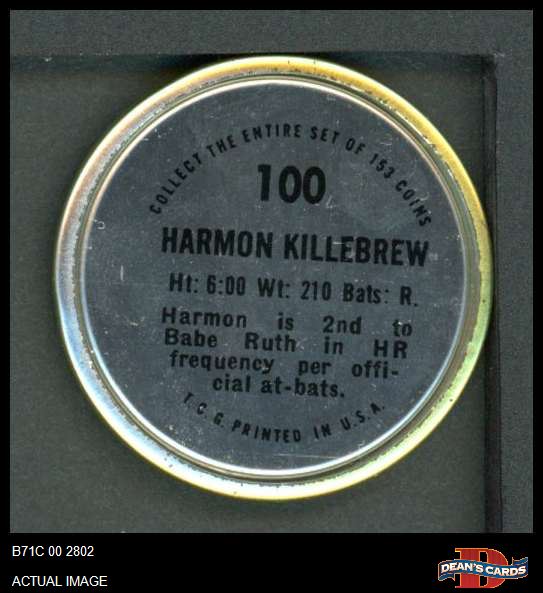 COLLECT THE ENTIRE SET OF 153 COINS
100
HARMON KILLEBREW
Ht: 6:00 Wt: 210 Bats: R.
Harmon is 2nd to
Babe Ruth in HR
frequency per offi-
cial at-bats.
T.C.G. PRINTED IN U.S.A.
B71C 00 2802
ACTUAL IMAGE
D
DEAN'S CARDS